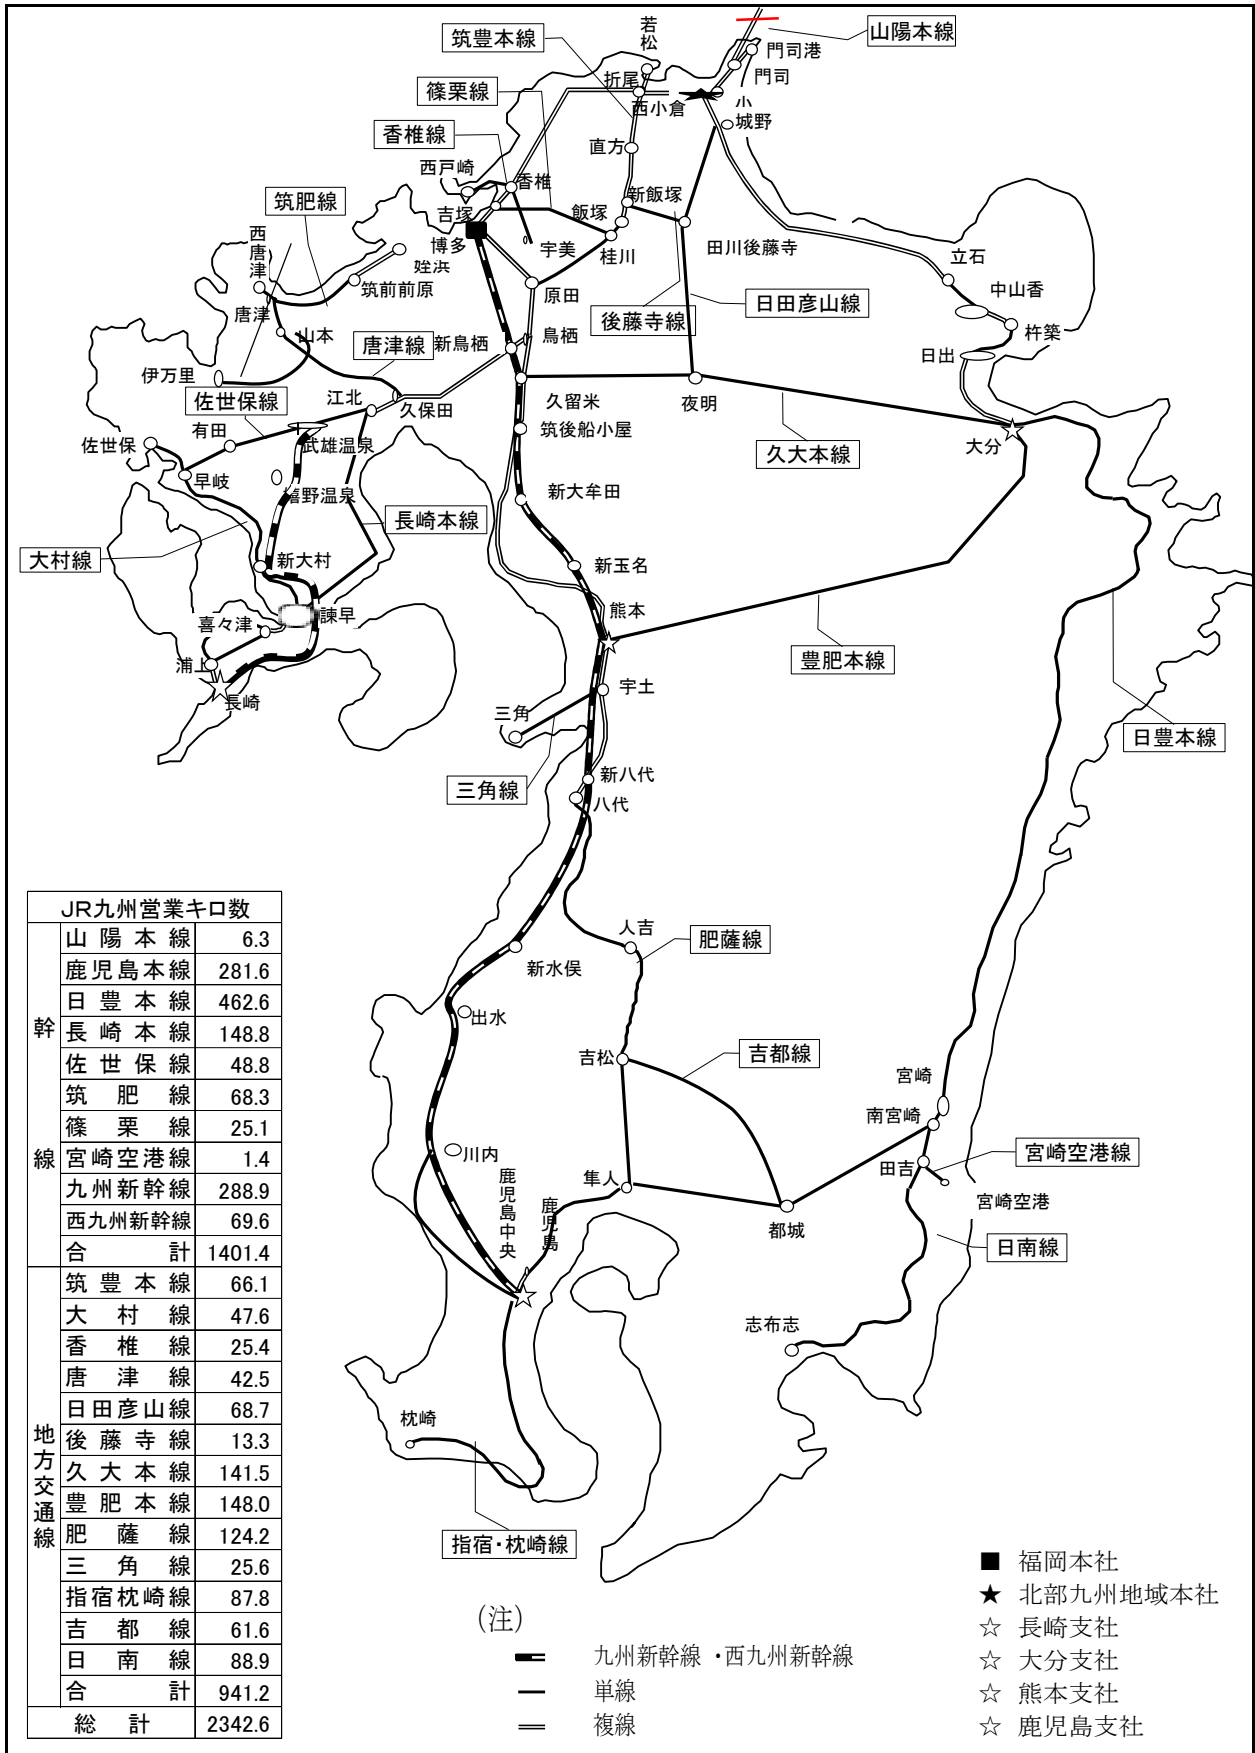 山陽本線
若松
筑豊本線
門司港
門司
折尾
小
西小倉
城野
篠栗線
香椎線
直方
西戸崎
香椎
新飯塚
飯塚
吉塚
博多
宇美
桂川
田川後藤寺
筑肥線
西唐津
姪浜
筑前前原
唐津
山本
原田
立石
中山香
杵築
日出
日田彦山線
後藤寺線
唐津線
新鳥栖
鳥栖
伊万里
佐世保線
江北
久保田
久留米
夜明
佐世保
有田
武雄温泉
筑後船小屋
久大本線
大分
早岐
嬉野温泉
新大牟田
長崎本線
大村線
新大村
新玉名
熊本
喜々津
諫早
浦上
長崎
豊肥本線
宇土
三角
三角線
日豊本線
新八代
八代
人吉
肥薩線
新水俣
出水
吉松
吉都線
宮崎
南宮崎
田吉
宮崎空港線
宮崎空港
川内
鹿児島中央
鹿児島
隼人
都城
日南線
志布志
枕崎
指宿・枕崎線
JR九州営業キロ数
幹線
山陽本線 6.3
鹿児島本線 281.6
日豊本線 462.6
長崎本線 148.8
佐世保線 48.8
筑肥線 68.3
篠栗線 25.1
宮崎空港線 1.4
九州新幹線 288.9
西九州新幹線 69.6
合計 1401.4
地方交通線
筑豊本線 66.1
大村線 47.6
香椎線 25.4
唐津線 42.5
日田彦山線 68.7
後藤寺線 13.3
久大本線 141.5
豊肥本線 148.0
肥薩線 124.2
三角線 25.6
指宿枕崎線 87.8
吉都線 61.6
日南線 88.9
合計 941.2
総計 2342.6
(注)
九州新幹線・西九州新幹線
単線
複線
■ 福岡本社
★ 北部九州地域本社
☆ 長崎支社
☆ 大分支社
☆ 熊本支社
☆ 鹿児島支社